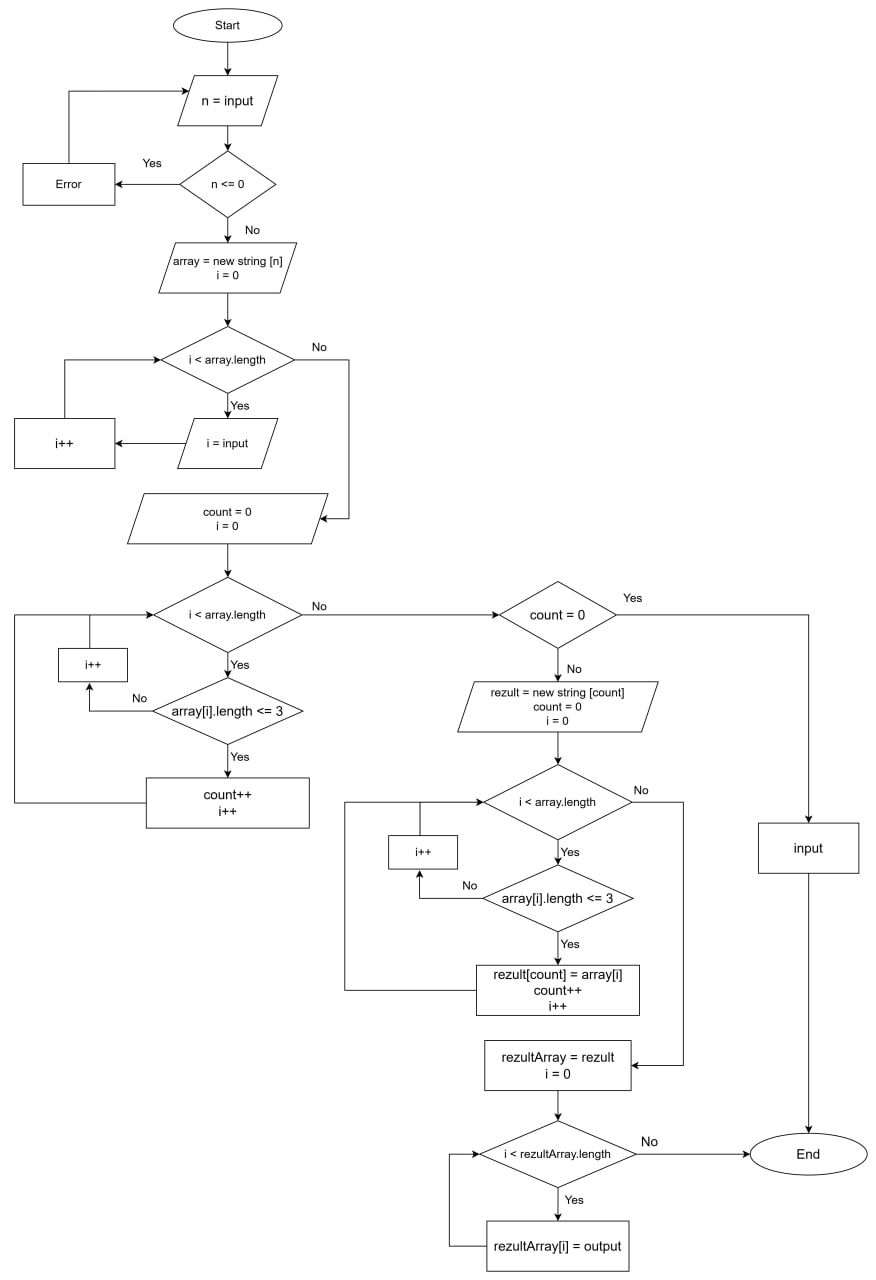 Start
n = input
Yes
Error
n <= 0
No
array = new string [n]
i = 0
No
i < array.length
Yes
i++
i = input
count = 0
i = 0
i < array.length
No
count = 0
Yes
i++
Yes
No
array[i].length <= 3
Yes
count++
i++
No
rezult = new string [count]
count = 0
i = 0
i < array.length
No
i++
Yes
No
array[i].length <= 3
Yes
rezult[count] = array[i]
count++
i++
input
rezultArray = rezult
i = 0
i < rezultArray.length
No
End
Yes
rezultArray[i] = output